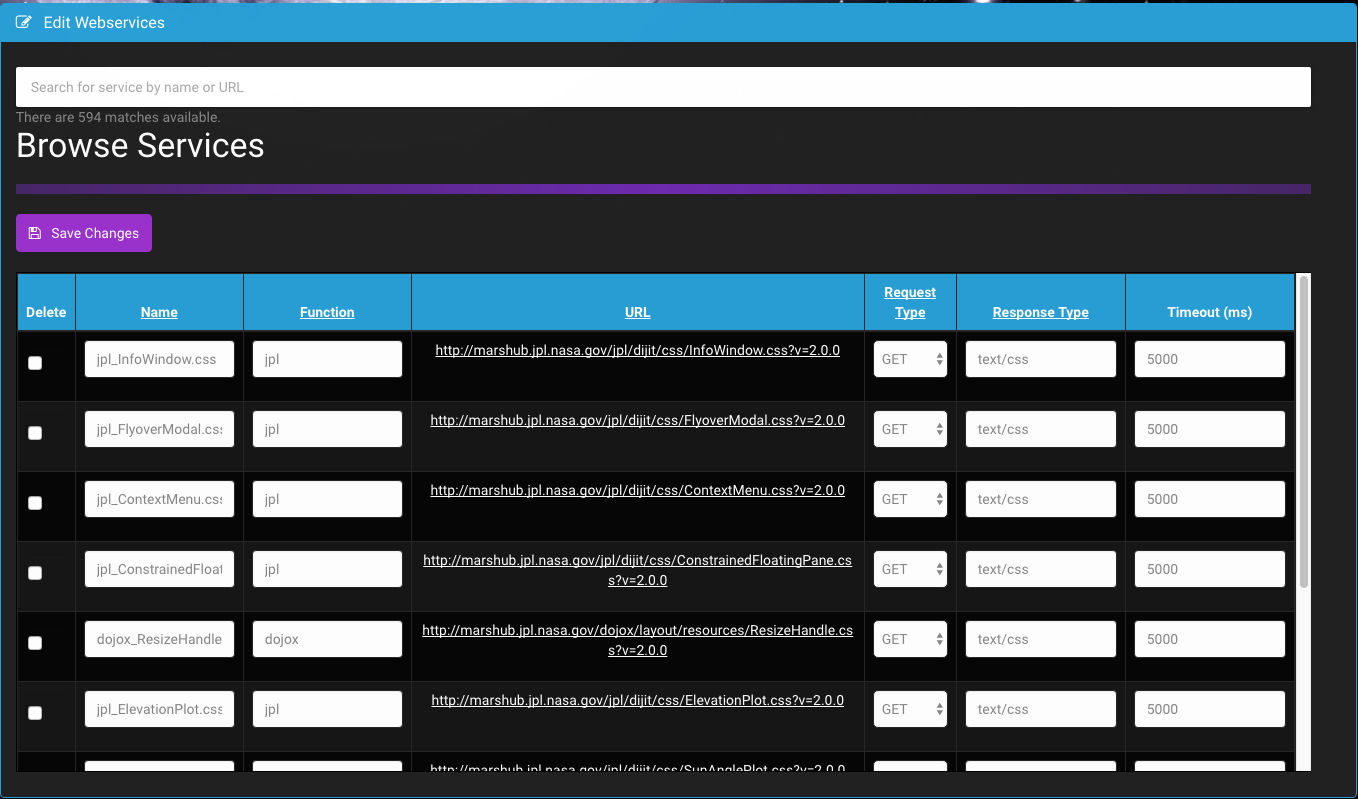 Edit Webservices
Search for service by name or URL
There are 594 matches available.
Browse Services
Save Changes
Delete Name Function URL Request Type Response Type Timeout (ms)
jpl_InfoWindow.css jpl http://marshub.jpl.nasa.gov/jpl/dijit/css/InfoWindow.css?v=2.0.0 GET text/css 5000
jpl_FlyoverModal.css jpl http://marshub.jpl.nasa.gov/jpl/dijit/css/FlyoverModal.css?v=2.0.0 GET text/css 5000
jpl_ContextMenu.css jpl http://marshub.jpl.nasa.gov/jpl/dijit/css/ContextMenu.css?v=2.0.0 GET text/css 5000
jpl_ConstrainedFloat jpl http://marshub.jpl.nasa.gov/jpl/dijit/css/ConstrainedFloatingPane.cs GET text/css 5000
s?v=2.0.0
dojox_ResizeHandle dojox http://marshub.jpl.nasa.gov/dojox/layout/resources/ResizeHandle.cs GET text/css 5000
s?v=2.0.0
jpl_ElevationPlot.css jpl http://marshub.jpl.nasa.gov/jpl/dijit/css/ElevationPlot.css?v=2.0.0 GET text/css 5000
http://marshub.jpl.nasa.gov/jpl/dijit/css/SunAnglePlot.css?v=2.0.0